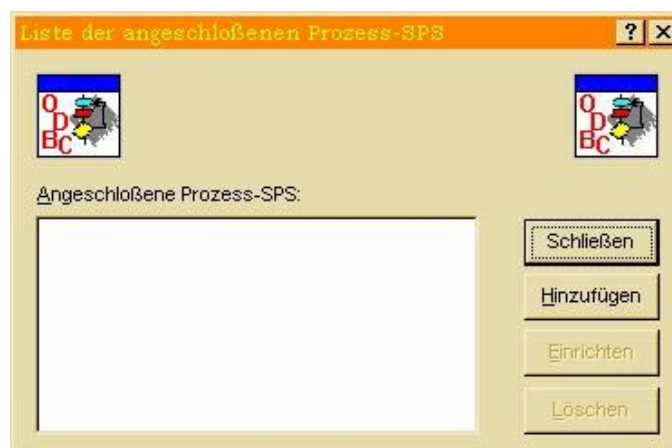 Liste der angeschloßenen Prozess-SPS
ODBC
ODBC
Angeschloßene Prozess-SPS:
Schließen
Hinzufügen
Einrichten
Löschen